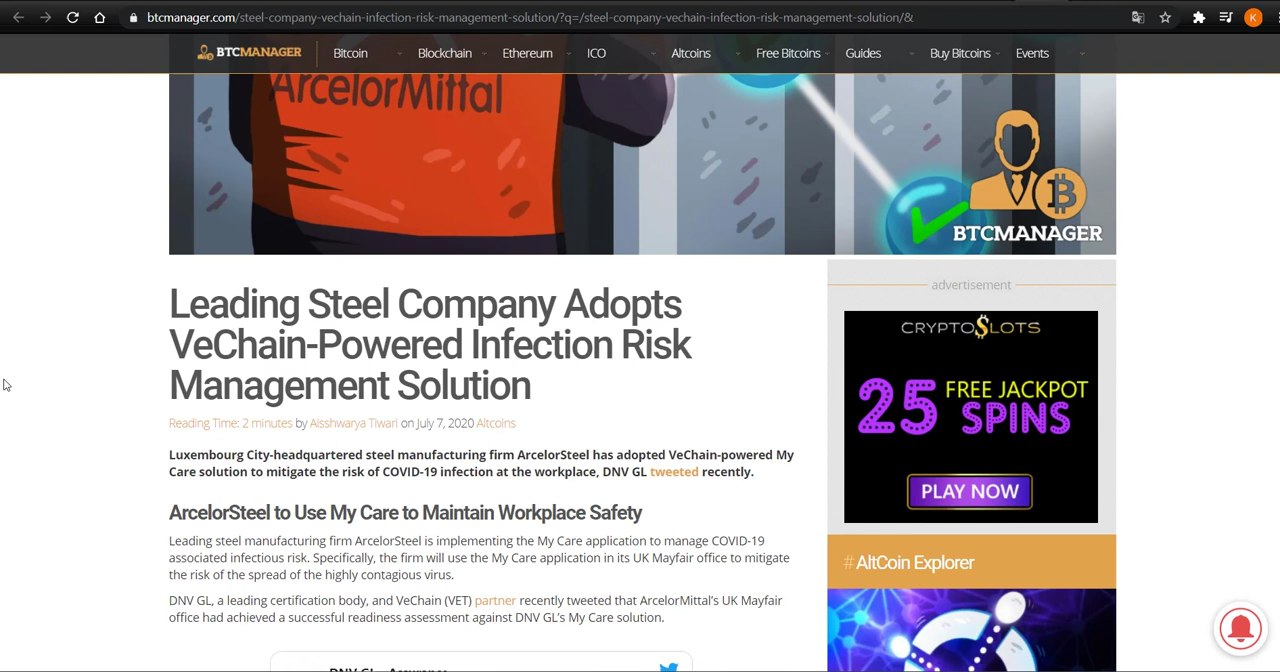 btcmanager.com/steel-company-vechain-infection-risk-management-solution/?q=/steel-company-vechain-infection-risk-management-solution/&
K
BTCMANAGER
Bitcoin
Blockchain
Ethereum
ICO
Altcoins
Free Bitcoins
Guides
Buy Bitcoins
Events
ArcelorMittal
BTCMANAGER
Leading Steel Company Adopts
VeChain-Powered Infection Risk
Management Solution
Reading Time: 2 minutes by Aisshwarya Tiwari on July 7, 2020 Altcoins
Luxembourg City-headquartered steel manufacturing firm ArcelorSteel has adopted VeChain-powered My
Care solution to mitigate the risk of COVID-19 infection at the workplace, DNV GL tweeted recently.
ArcelorSteel to Use My Care to Maintain Workplace Safety
Leading steel manufacturing firm ArcelorSteel is implementing the My Care application to manage COVID-19
associated infectious risk. Specifically, the firm will use the My Care application in its UK Mayfair office to mitigate
the risk of the spread of the highly contagious virus.
DNV GL, a leading certification body, and VeChain (VET) partner recently tweeted that ArcelorMittal's UK Mayfair
office had achieved a successful readiness assessment against DNV GL's My Care solution.
DNV GL - Assurance
advertisement
CRYPTO$LOTS
25 FREE JACKPOT
SPINS
PLAY NOW
# AltCoin Explorer